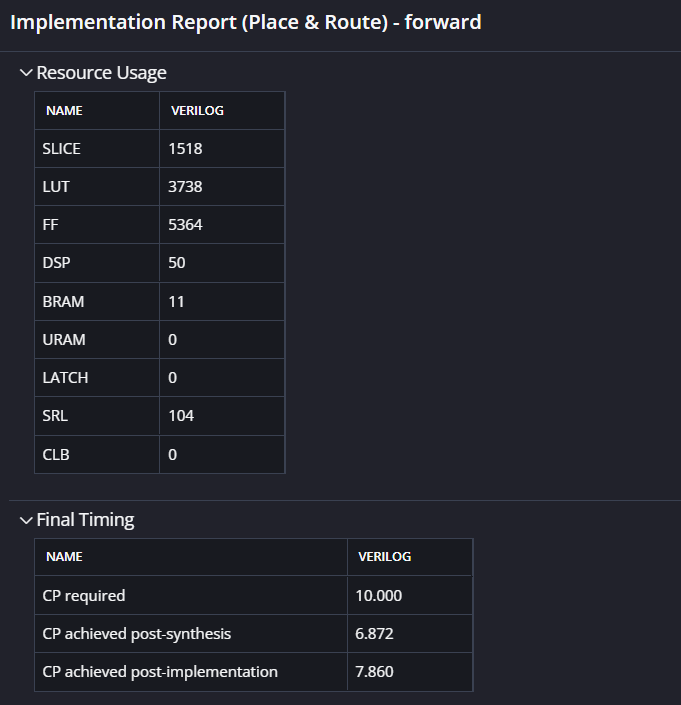 Implementation Report (Place & Route) - forward
Resource Usage
NAME VERILOG
SLICE 1518
LUT 3738
FF 5364
DSP 50
BRAM 11
URAM 0
LATCH 0
SRL 104
CLB 0
Final Timing
NAME VERILOG
CP required 10.000
CP achieved post-synthesis 6.872
CP achieved post-implementation 7.860